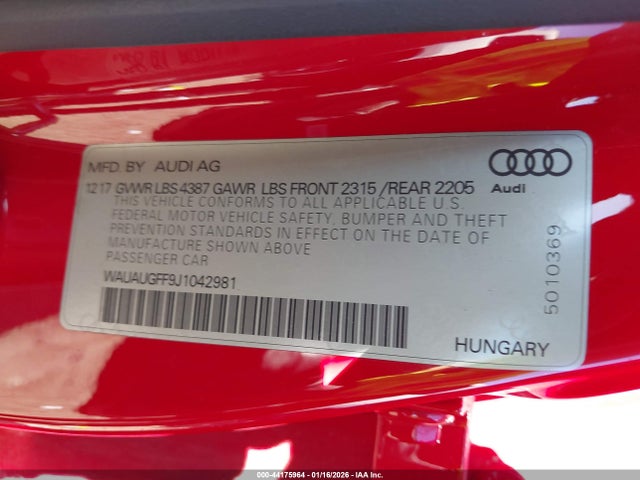 MFD. BY AUDI AG
12 17 GVWR LBS 4387 GAWR LBS FRONT 2315 /REAR 2205
Audi
THIS VEHICLE CONFORMS TO ALL APPLICABLE U.S.
FEDERAL MOTOR VEHICLE SAFETY, BUMPER AND THEFT
PREVENTION STANDARDS IN EFFECT ON THE DATE OF
MANUFACTURE SHOWN ABOVE
PASSENGER CAR
WAUAUGFF9J1042981
5010369
HUNGARY
000-44175964 | 01/16/2026 | IAA Inc.